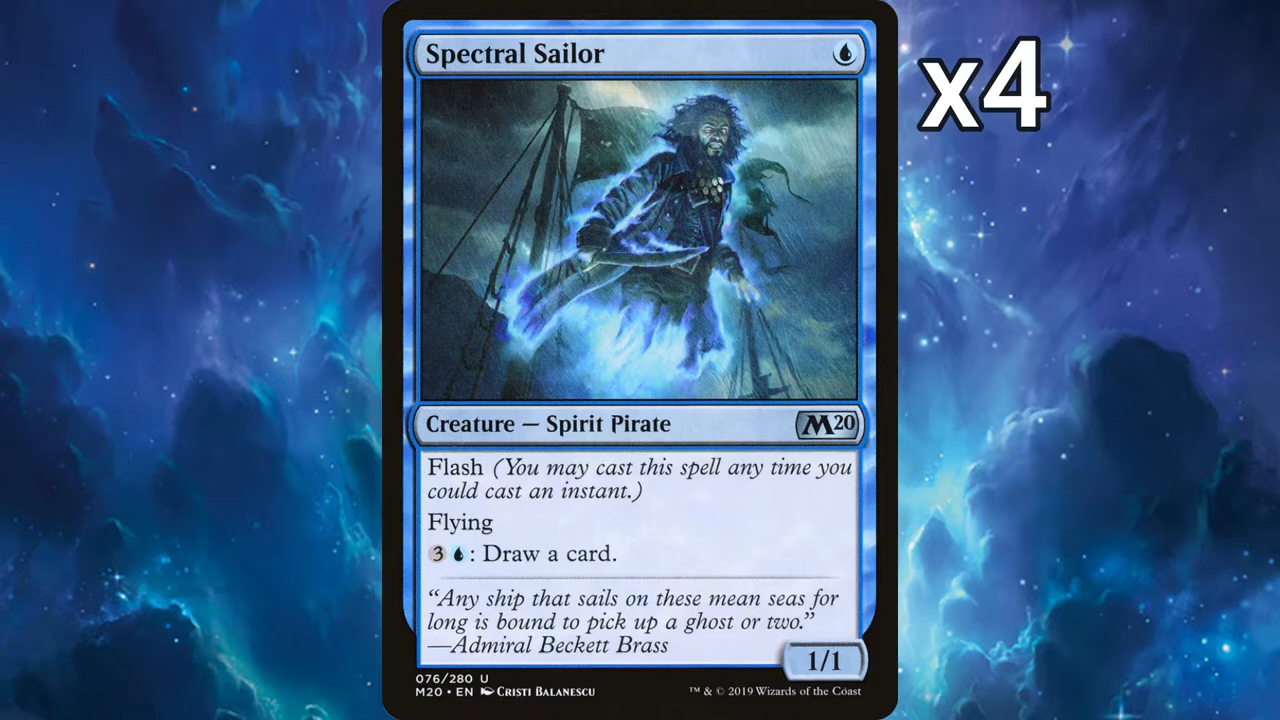 Spectral Sailor
x4
Creature — Spirit Pirate
M20
Flash (You may cast this spell any time you
could cast an instant.)
Flying
3 : Draw a card.
“Any ship that sails on these mean seas for
long is bound to pick up a ghost or two.”
—Admiral Beckett Brass
1/1
076/280 U
M20 • EN Cristi Balanescu
™ & © 2019 Wizards of the Coast